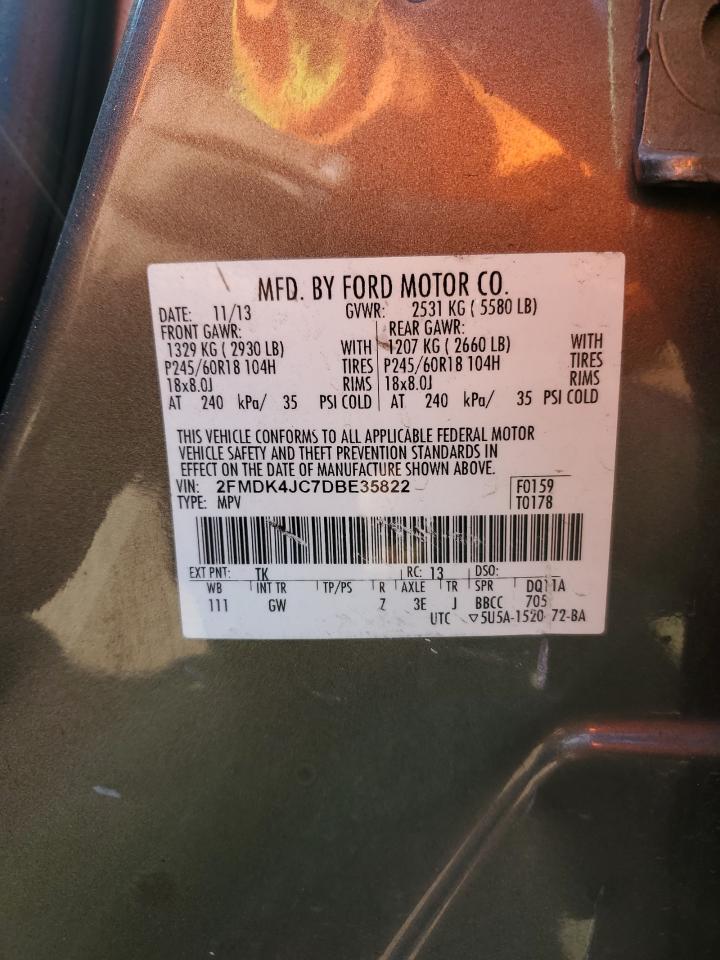 MFD. BY FORD MOTOR CO.
DATE: 11/13 GVWR: 2531 KG ( 5580 LB)
FRONT GAWR: REAR GAWR:
1329 KG ( 2930 LB) WITH 1207 KG ( 2660 LB) WITH
P245/60R18 104H TIRES P245/60R18 104H TIRES
18x8.0J RIMS 18x8.0J RIMS
AT 240 kPa/ 35 PSI COLD AT 240 kPa/ 35 PSI COLD
THIS VEHICLE CONFORMS TO ALL APPLICABLE FEDERAL MOTOR
VEHICLE SAFETY AND THEFT PREVENTION STANDARDS IN
EFFECT ON THE DATE OF MANUFACTURE SHOWN ABOVE.
VIN: 2FMDK4JC7DBE35822 F0159
TYPE: MPV T0178
EXT PNT: TK RC: 13 DSO:
WB INT TR TP/PS R AXLE TR SPR DQ11A
111 GW Z 3E J BBCC 705
UTC ▽5U5A-1520 72-BA